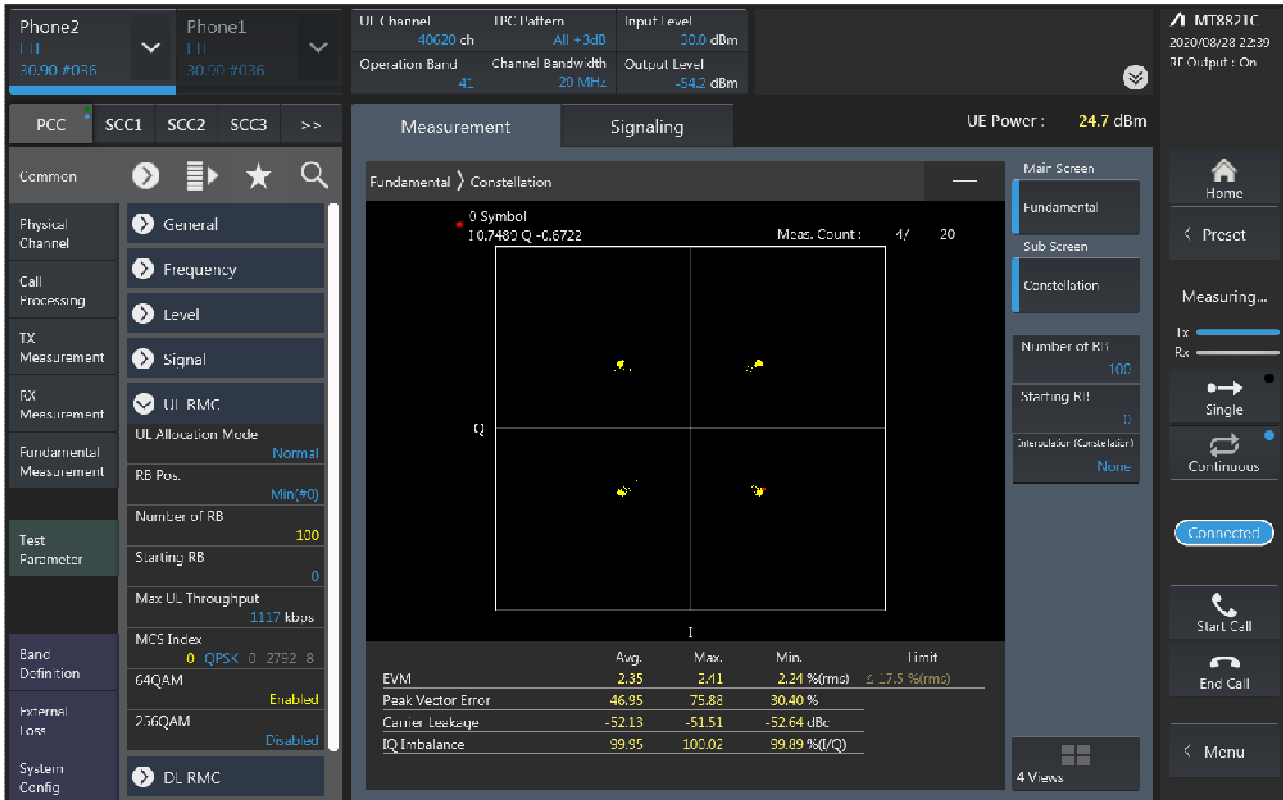 Phone2
30.90 #036
Phone1
30.90 #036
UL Channel
40620 ch
TPC Pattern
All +3dB
Input Level
30.0 dBm
Operation Band
41
Channel Bandwidth
20 MHz
Output Level
-54.2 dBm
MT8821C
2020/08/28 22:39
RF Output : On
PCC
SCC1
SCC2
SCC3
>>
Measurement
Signaling
UE Power : 24.7 dBm
Common
Physical
Channel
Call
Processing
TX
Measurement
RX
Measurement
Fundamental
Measurement
Test
Parameter
Band
Definition
External
Loss
System
Config
General
Frequency
Level
Signal
UL RMC
UL Allocation Mode
Normal
RB Pos.
Min(#0)
Number of RB
100
Starting RB
0
Max UL Throughput
1117 kbps
MCS Index
0 QPSK 0 2792 8
64QAM
Enabled
256QAM
Disabled
DL RMC
Fundamental
Constellation
0 Symbol
I 0.7489 Q -0.6722
Meas. Count : 4/ 20
Q
I
Avg. Max. Min. Limit
EVM 2.35 2.41 2.24 %(rms) ≤ 17.5 %(rms)
Peak Vector Error 46.95 75.88 30.40 %
Carrier Leakage -52.13 -51.51 -52.64 dBc
IQ Imbalance 99.95 100.02 99.89 %(I/Q)
Main Screen
Fundamental
Sub Screen
Constellation
Number of RB
100
Starting RB
0
Interpolation (Constellation)
None
4 Views
Home
Preset
Measuring...
Tx
Rx
Single
Continuous
Connected
Start Call
End Call
Menu